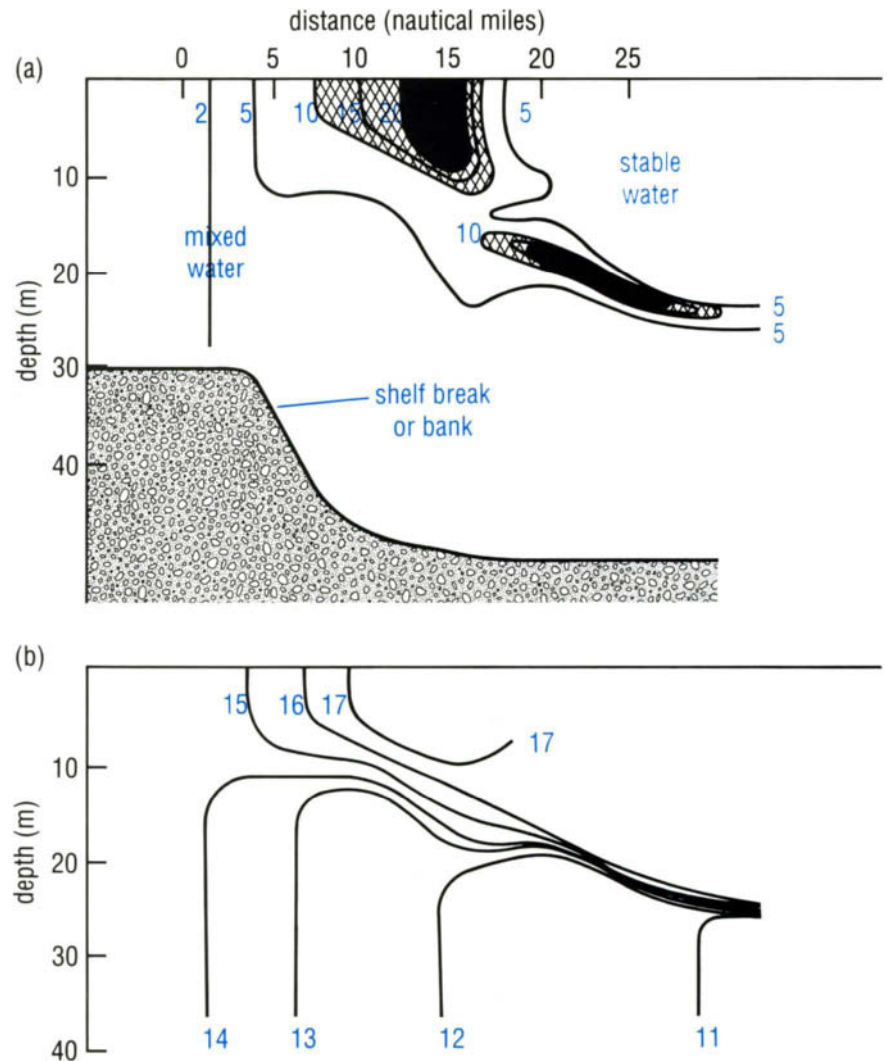 distance (nautical miles)
(a)
0 5 10 15 20 25
2 5 10 15 20 5
stable
water
10
mixed
water
10
20
5
5
30
shelf break
or bank
40
50
depth (m)
(b)
15 16 17
17
10
20
30
40
depth (m)
14 13 12 11